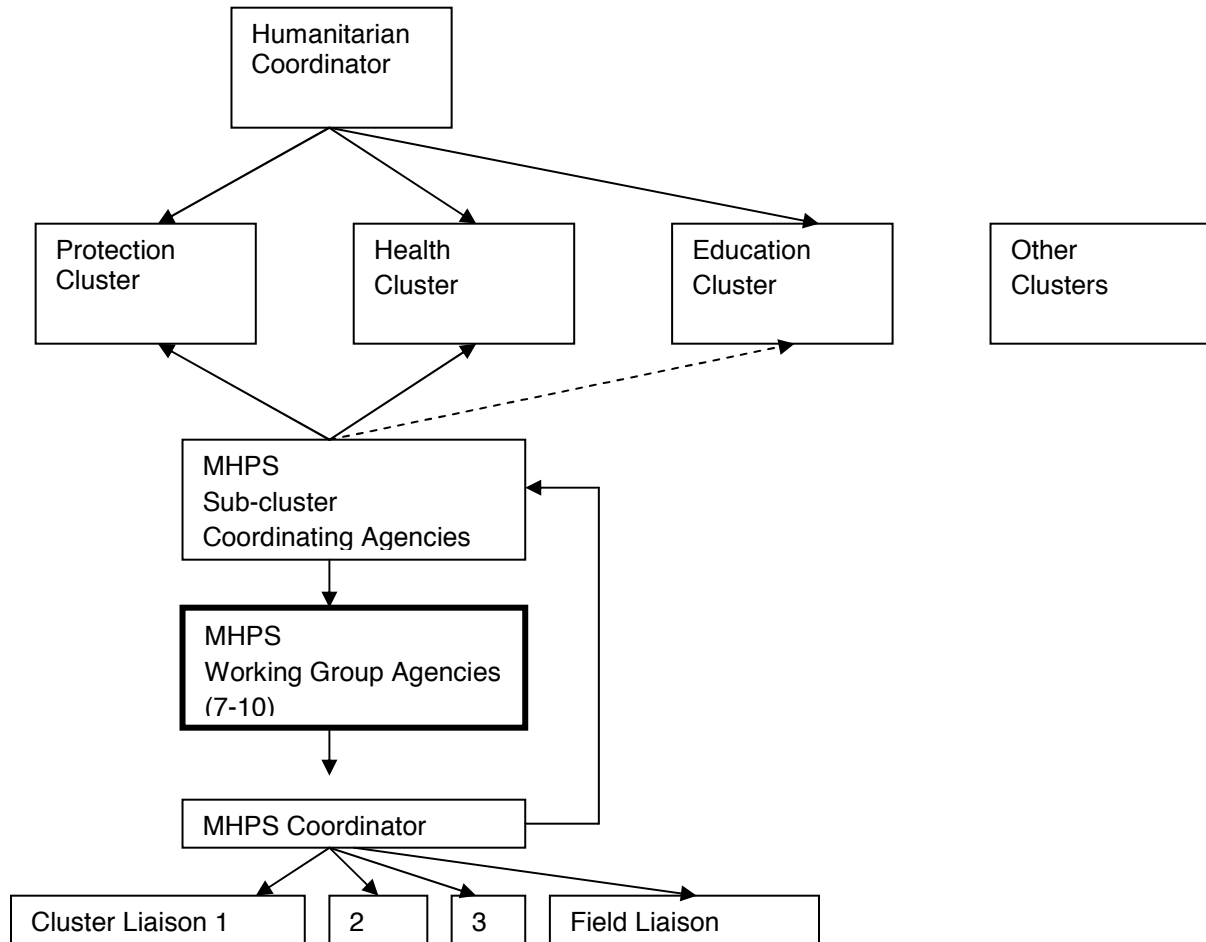 Humanitarian
Coordinator
Protection
Cluster
Health
Cluster
Education
Cluster
Other
Clusters
MHPS
Sub-cluster
Coordinating Agencies
MHPS
Working Group Agencies
(7-10)
MHPS Coordinator
Cluster Liaison 1
2
3
Field Liaison